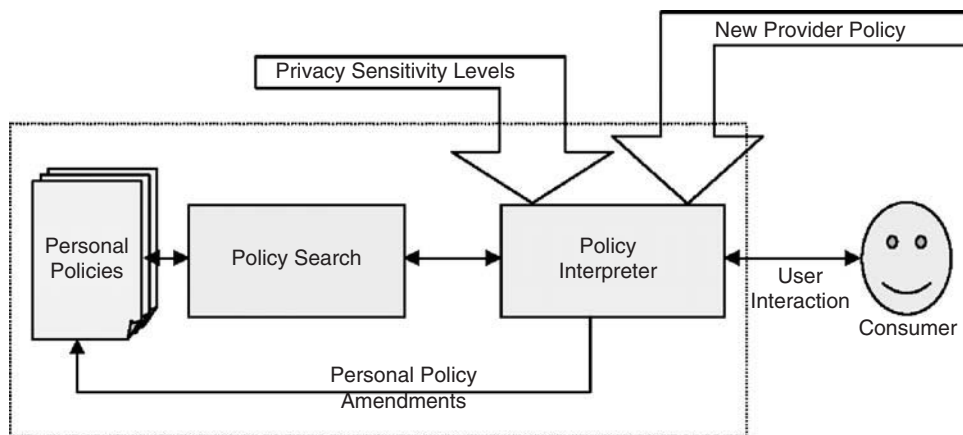 New Provider Policy
Privacy Sensitivity Levels
Personal
Policies
Policy Search
Policy
Interpreter
User
Interaction
Consumer
Personal Policy
Amendments